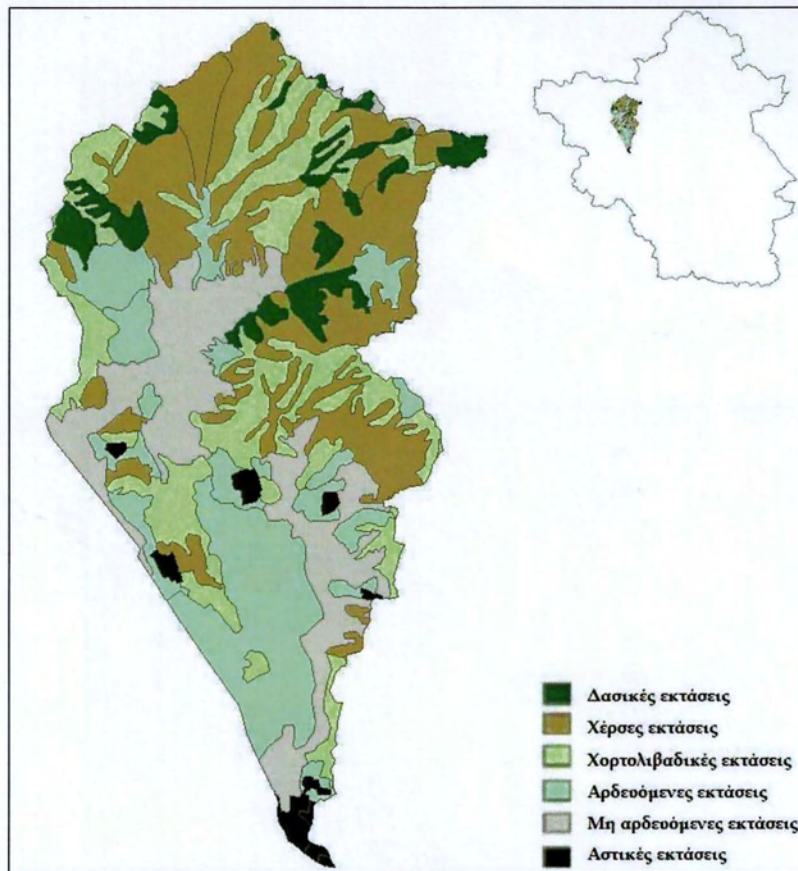 Δασικές εκτάσεις
Χέρσες εκτάσεις
Χορτολιβαδικές εκτάσεις
Αρδευόμενες εκτάσεις
Μη αρδευόμενες εκτάσεις
Αστικές εκτάσεις